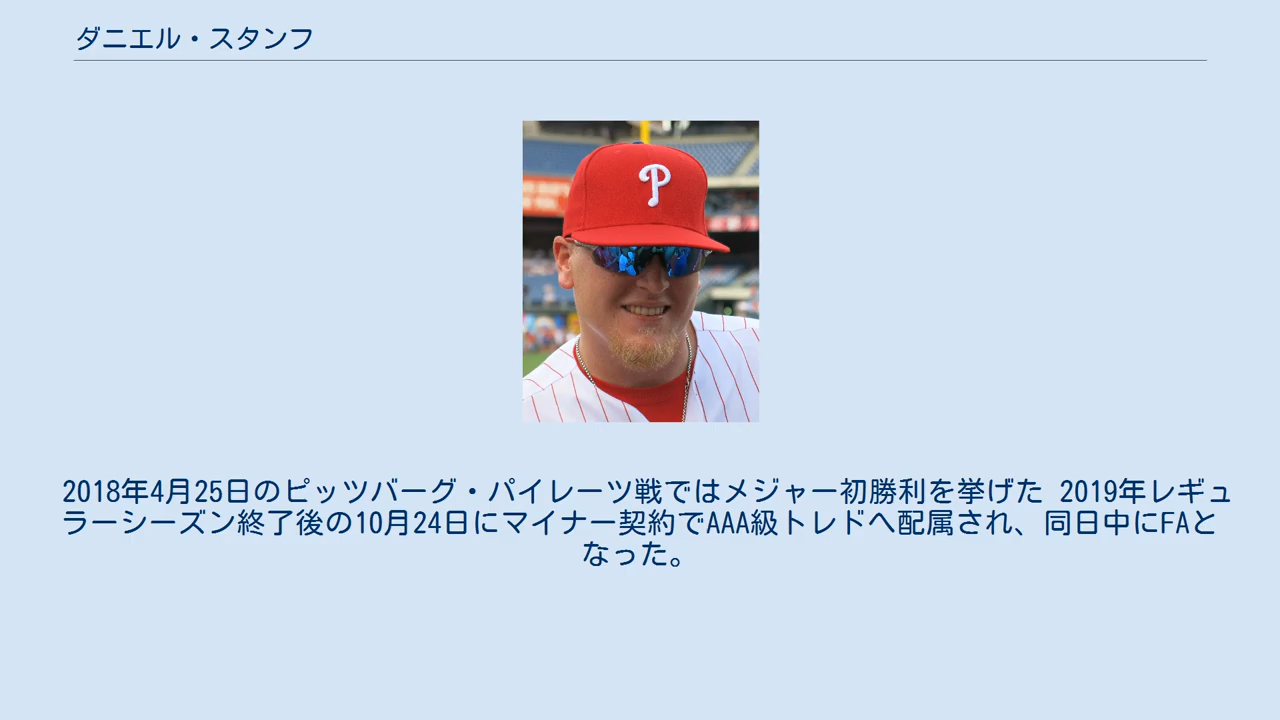 ダニエル・スタンフ
P
2018年4月25日のピッツバーグ・パイレーツ戦ではメジャー初勝利を挙げた 2019年レギュ
ラーシーズン終了後の10月24日にマイナー契約でAAA級トレドへ配属され、同日中にFAと
なった。